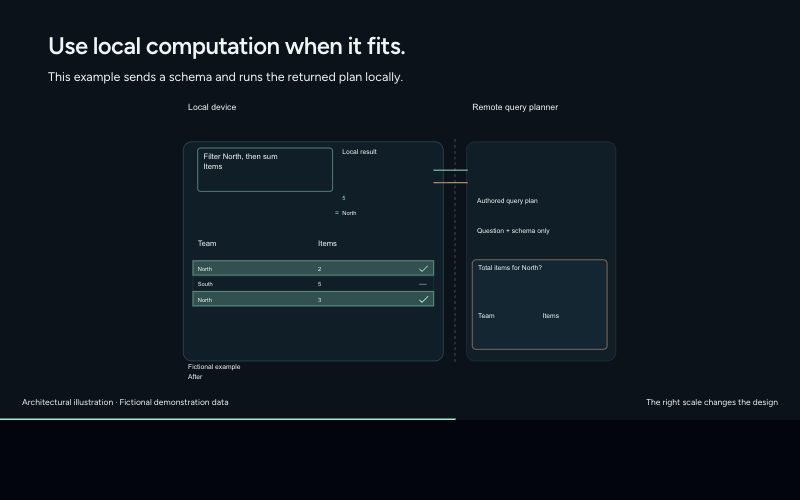 Use local computation when it fits.
This example sends a schema and runs the returned plan locally.
Local device
Remote query planner
Filter North, then sum
Items
Local result
5
= North
Team Items
North 2
South 5
North 3
Authored query plan
Question + schema only
Total items for North?
Team Items
Fictional example
After
Architectural illustration · Fictional demonstration data
The right scale changes the design